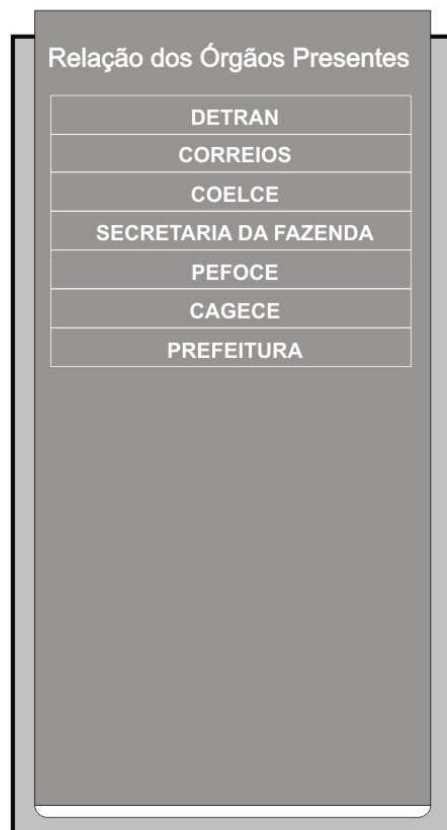 Relação dos Órgãos Presentes
DETRAN
CORREIOS
COELCE
SECRETARIA DA FAZENDA
PEFOCE
CAGECE
PREFEITURA